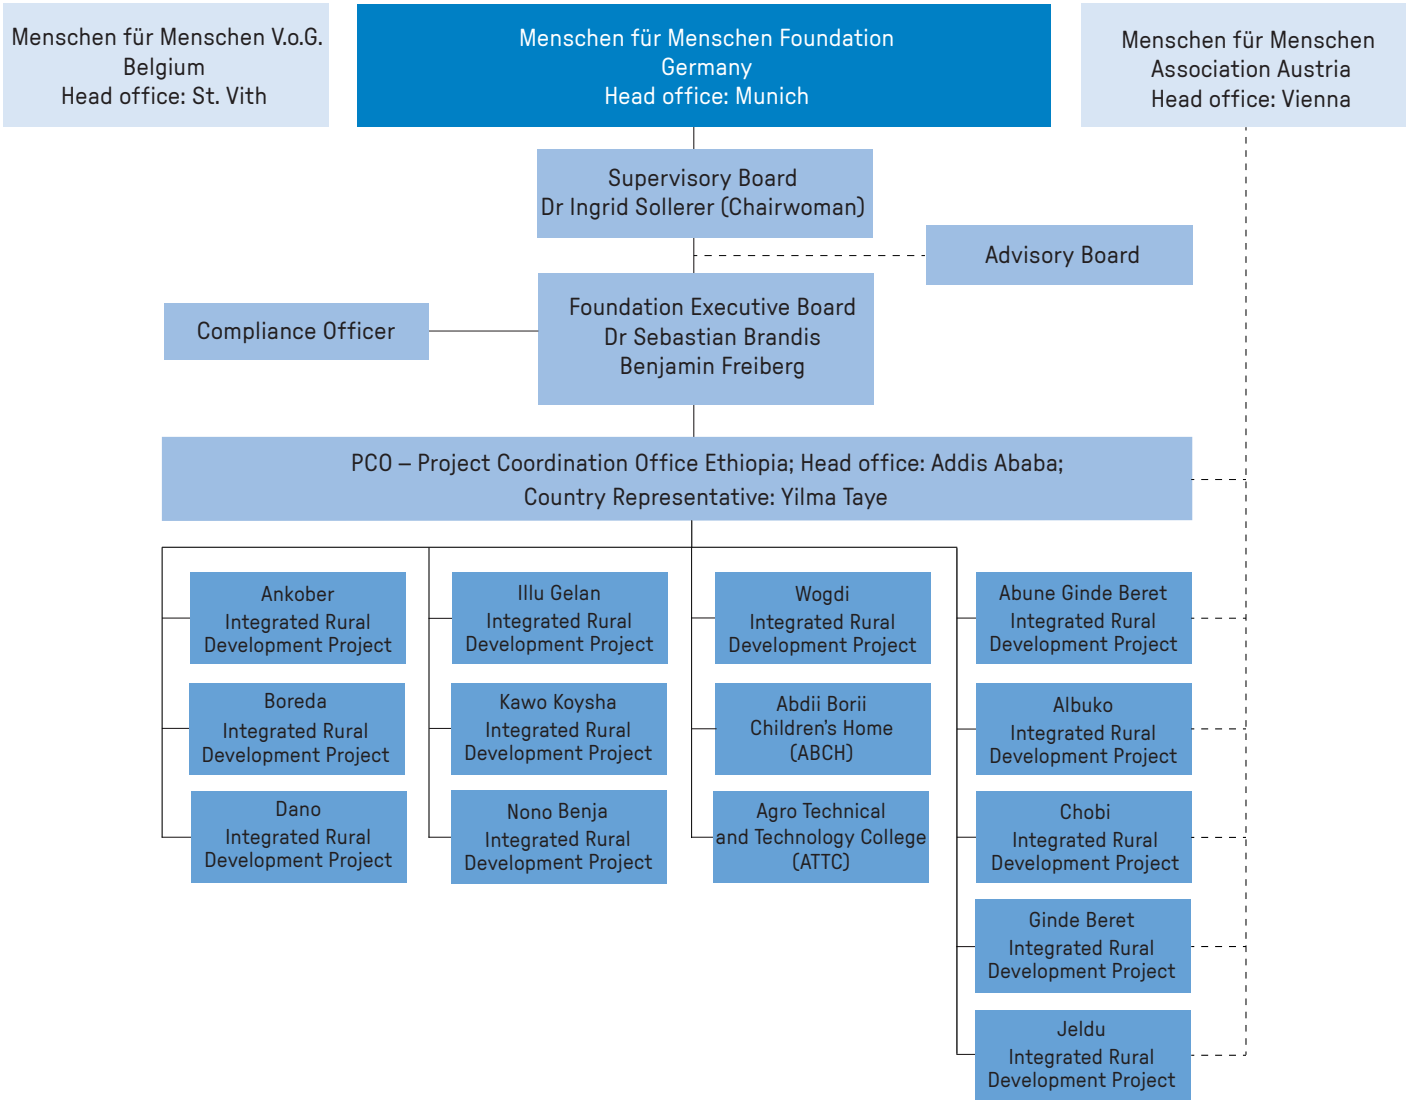 Menschen für Menschen V.o.G.
Belgium
Head office: St. Vith
Menschen für Menschen Foundation
Germany
Head office: Munich
Menschen für Menschen
Association Austria
Head office: Vienna
Supervisory Board
Dr Ingrid Sollerer (Chairwoman)
Advisory Board
Compliance Officer
Foundation Executive Board
Dr Sebastian Brandis
Benjamin Freiberg
PCO – Project Coordination Office Ethiopia; Head office: Addis Ababa;
Country Representative: Yilma Taye
Ankober
Integrated Rural
Development Project
Boreda
Integrated Rural
Development Project
Dano
Integrated Rural
Development Project
Illu Gelan
Integrated Rural
Development Project
Kawo Koysha
Integrated Rural
Development Project
Nono Benja
Integrated Rural
Development Project
Wogdi
Integrated Rural
Development Project
Abdii Borii
Children's Home
(ABCH)
Agro Technical
and Technology College
(ATTC)
Abune Ginde Beret
Integrated Rural
Development Project
Albuko
Integrated Rural
Development Project
Chobi
Integrated Rural
Development Project
Ginde Beret
Integrated Rural
Development Project
Jeldu
Integrated Rural
Development Project